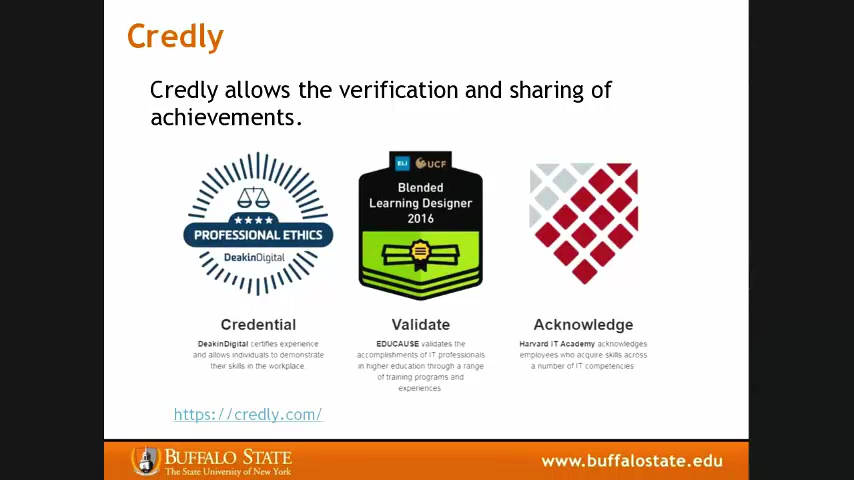 Credly
Credly allows the verification and sharing of
achievements.
PROFESSIONAL ETHICS
DeakinDigital
ELI UCF
Blended
Learning Designer
2016
Credential
DeakinDigital certifies experience
and allows individuals to demonstrate
their skills in the workplace.
Validate
EDUCAUSE validates the
accomplishments of IT professionals
in higher education through a range
of training programs and
experiences.
Acknowledge
Harvard IT Academy acknowledges
employees who acquire skills across
a number of IT competencies
https://credly.com/
BUFFALO STATE
The State University of New York
www.buffalostate.edu